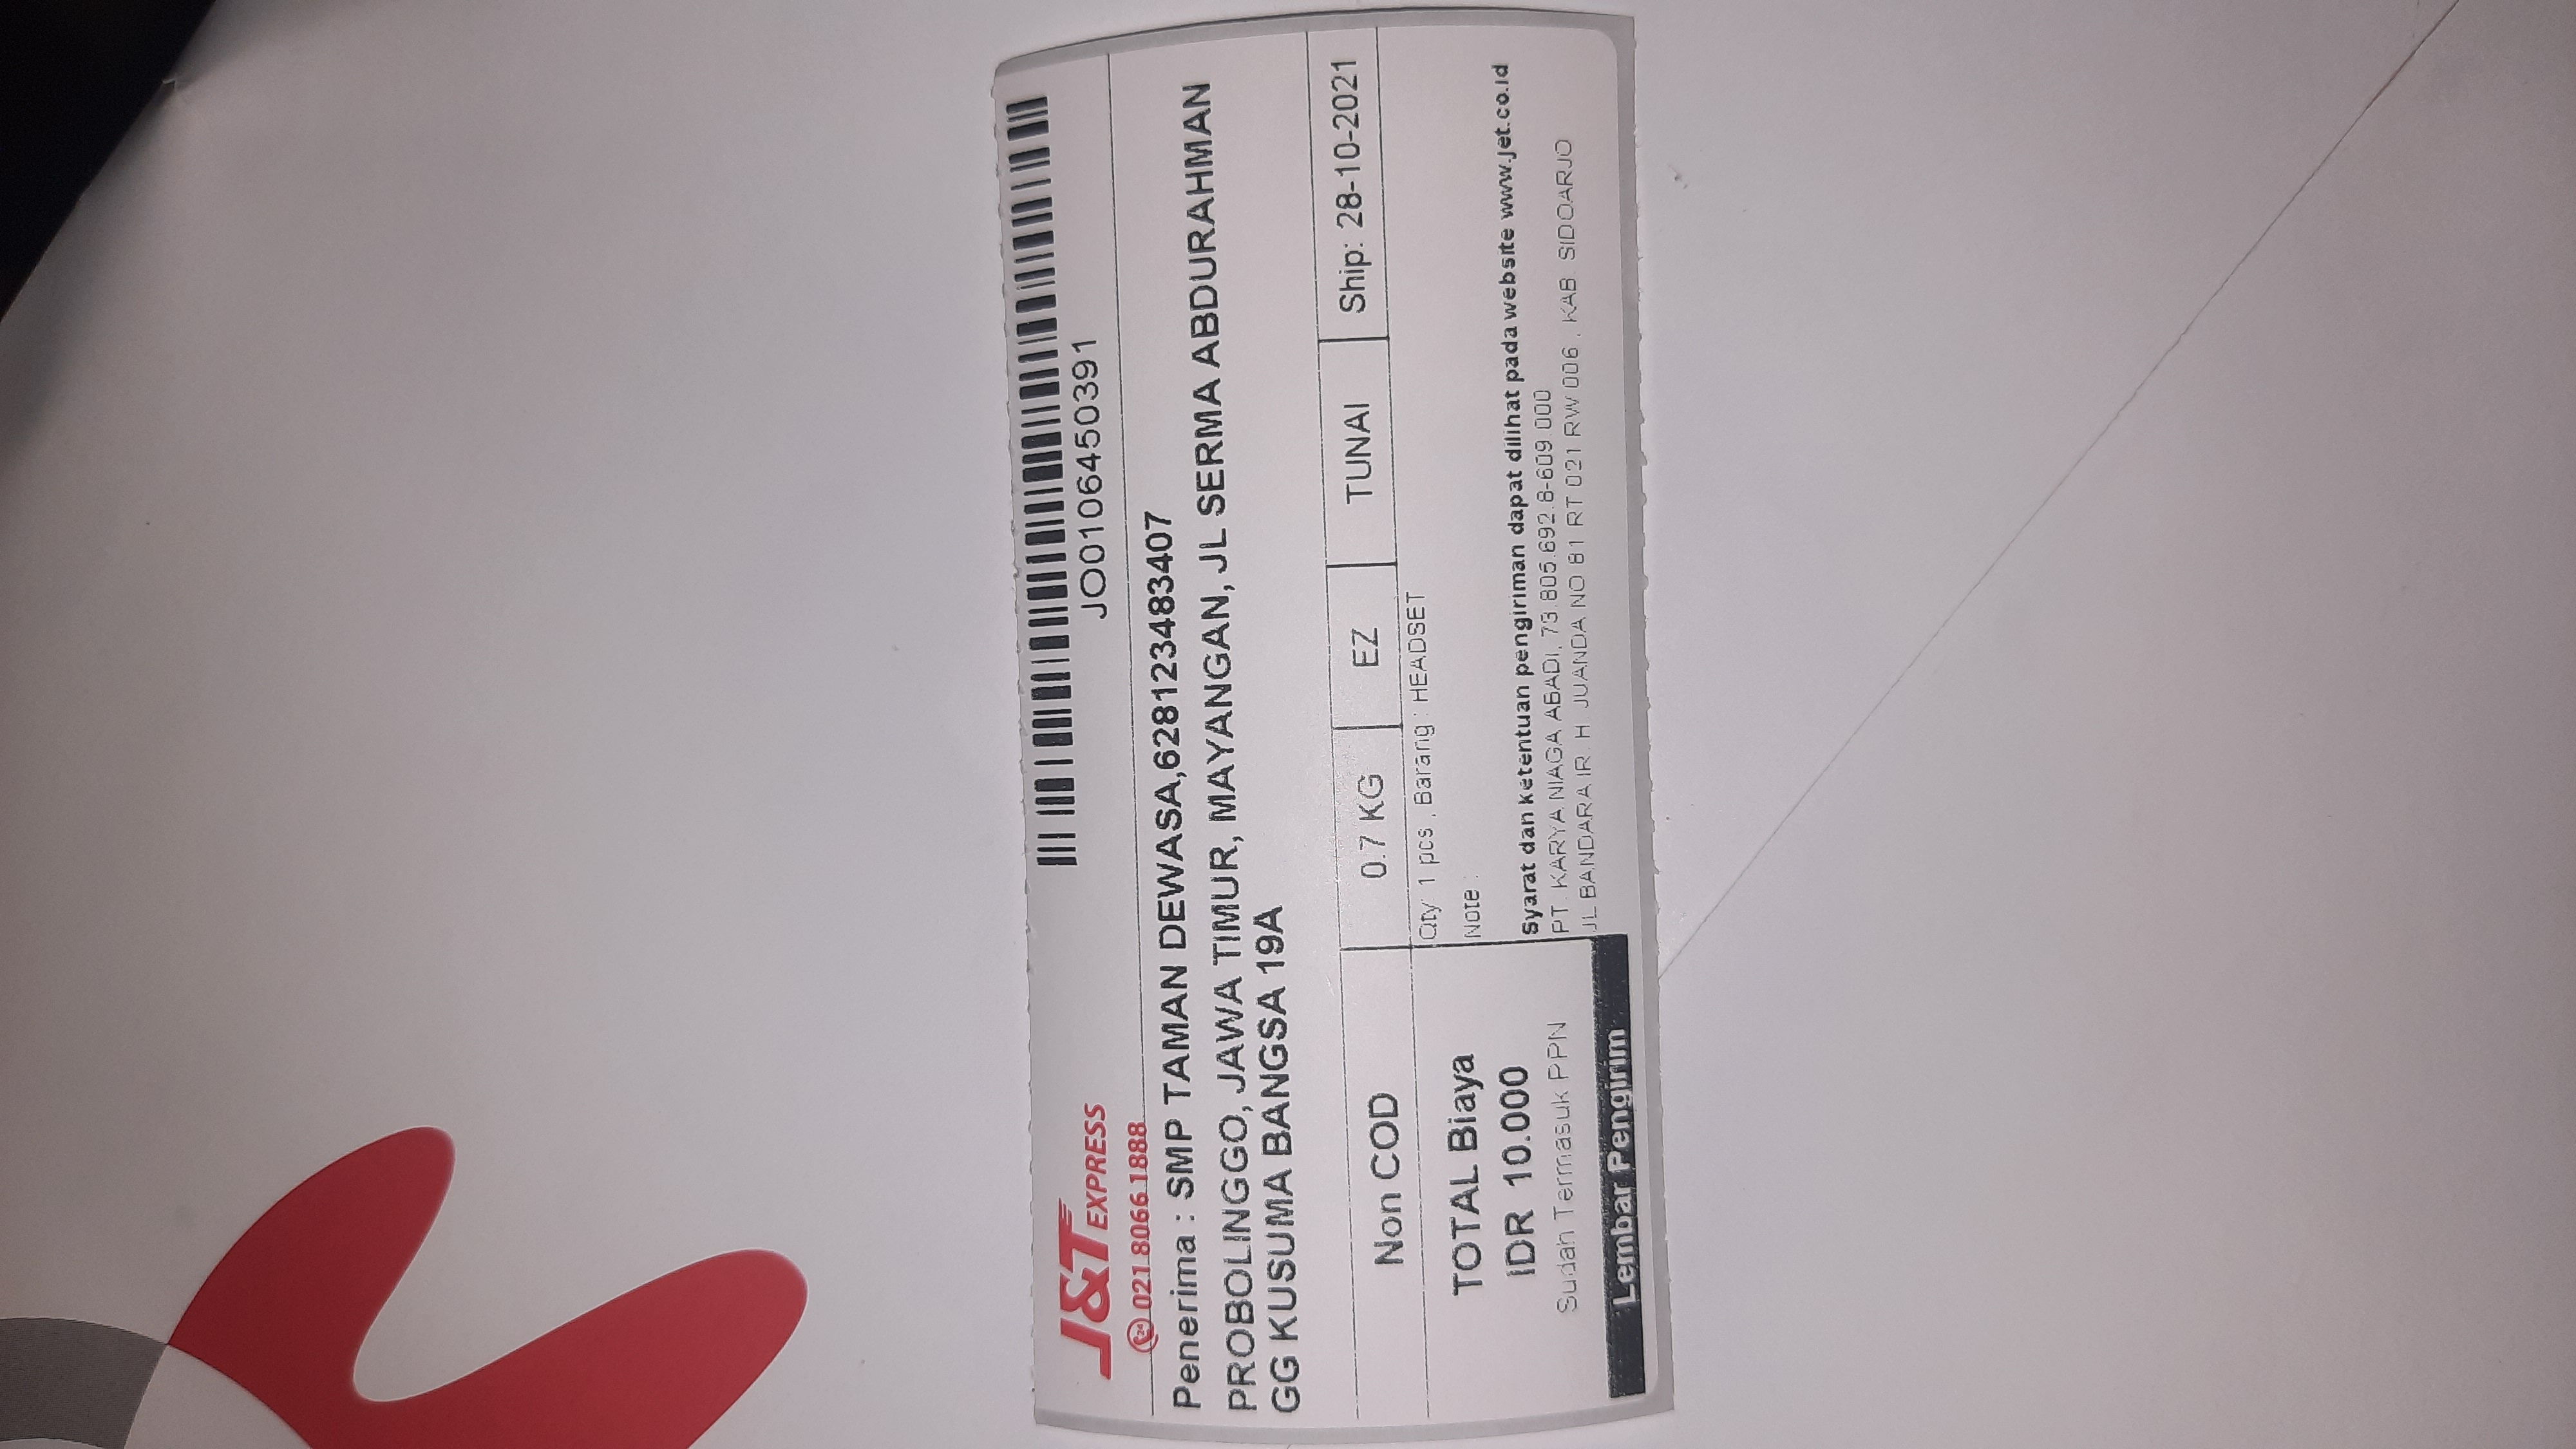 J&T EXPRESS
JO0106450391
24 021 8066 1888
Penerima : SMP TAMAN DEWASA,628123483407
PROBOLINGGO, JAWA TIMUR, MAYANGAN, JL SERMA ABDURAHMAN
GG KUSUMA BANGSA 19A
Non COD 0.7 KG EZ TUNAI Ship: 28-10-2021
TOTAL Biaya
IDR 10.000
Sudah Termasuk PPN
Lembar Pengirim
Qty: 1 pcs , Barang : HEADSET
Note :
Syarat dan ketentuan pengiriman dapat dilihat pada website www.jet.co.id
PT. KARYA NIAGA ABADI, 73.805.692.8-609.000
JL BANDARA IR. H. JUANDA NO 81 RT 021 RW 006 , KAB. SIDOARJO